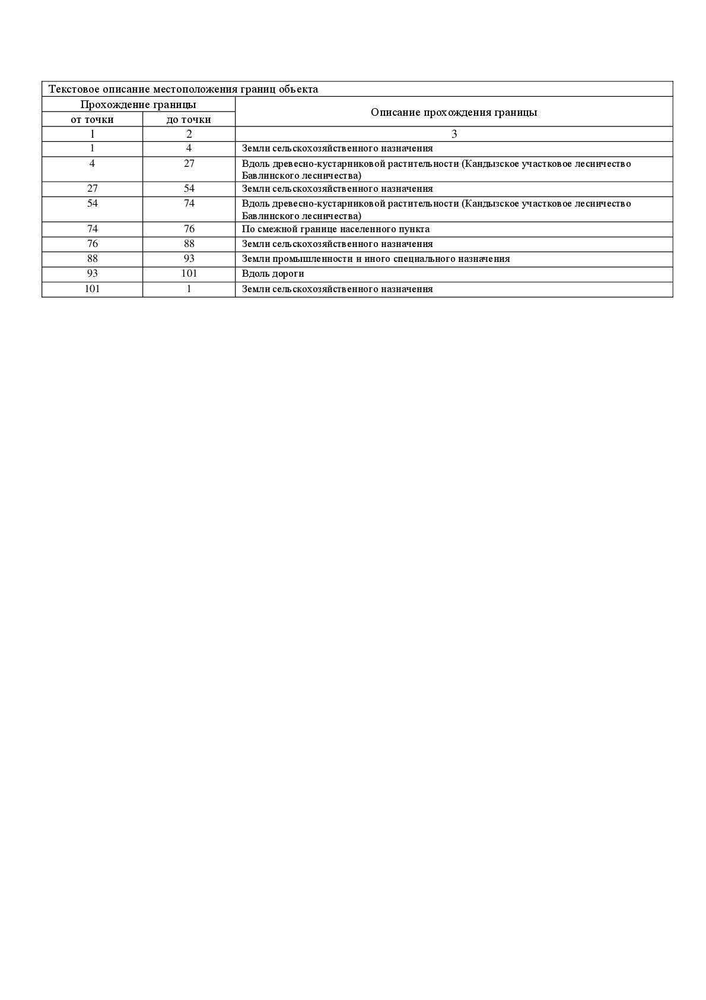 Текстовое описание местоположения границ объекта
Прохождение границы
Описание прохождения границы
от точки до точки
1 2 3
1 4 Земли сельскохозяйственного назначения
4 27 Вдоль древесно-кустарниковой растительности (Кандызское участковое лесничество
Бавлинского лесничества)
27 54 Земли сельскохозяйственного назначения
54 74 Вдоль древесно-кустарниковой растительности (Кандызское участковое лесничество
Бавлинского лесничества)
74 76 По смежной границе населенного пункта
76 88 Земли сельскохозяйственного назначения
88 93 Земли промышленности и иного специального назначения
93 101 Вдоль дороги
101 1 Земли сельскохозяйственного назначения